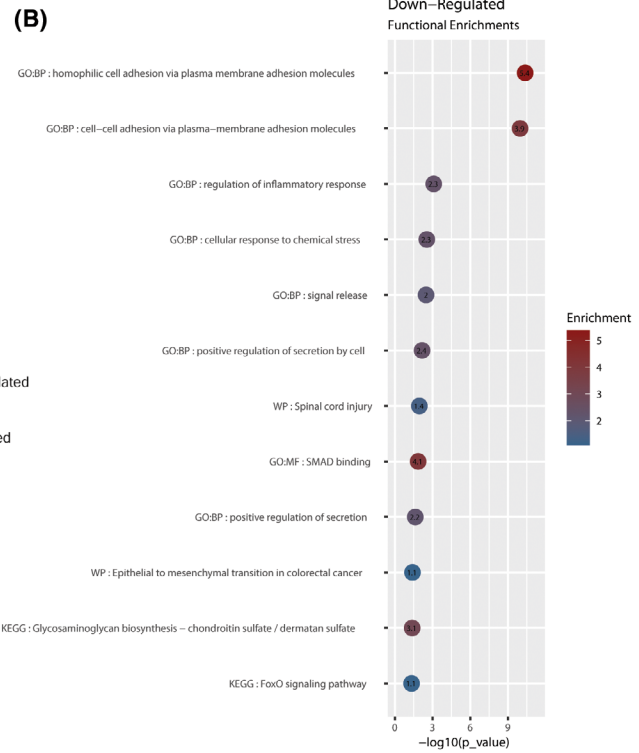 (B)
Down−Regulated
Functional Enrichments
GO:BP : homophilic cell adhesion via plasma membrane adhesion molecules
5.4
GO:BP : cell−cell adhesion via plasma−membrane adhesion molecules
3.9
GO:BP : regulation of inflammatory response
2.3
GO:BP : cellular response to chemical stress
2.3
GO:BP : signal release
2
GO:BP : positive regulation of secretion by cell
2.4
WP : Spinal cord injury
1.4
GO:MF : SMAD binding
4.1
GO:BP : positive regulation of secretion
2.2
WP : Epithelial to mesenchymal transition in colorectal cancer
1.1
KEGG : Glycosaminoglycan biosynthesis − chondroitin sulfate / dermatan sulfate
3.1
KEGG : FoxO signaling pathway
1.1
0 3 6 9
−log10(p_value)
Enrichment
5
4
3
2
lated
ed